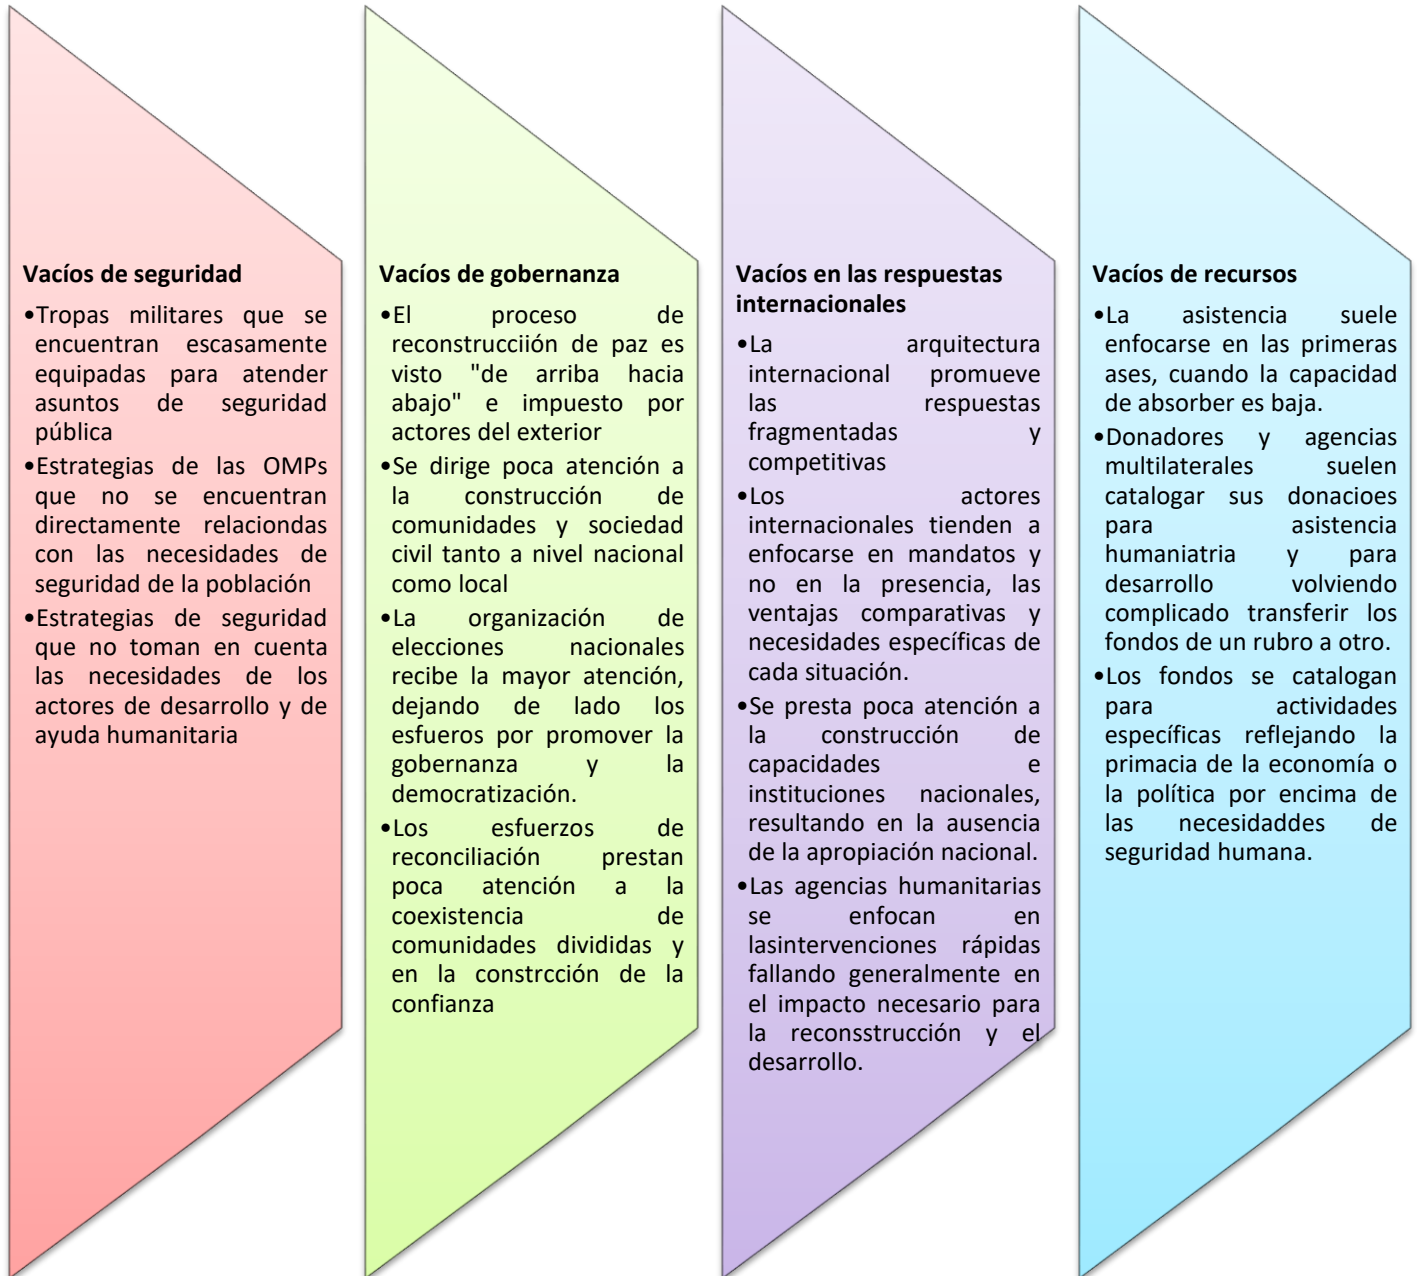 Vacíos de seguridad
•Tropas militares que se
encuentran escasamente
equipadas para atender
asuntos de seguridad
pública
•Estrategias de las OMPs
que no se encuentran
directamente relaciondas
con las necesidades de
seguridad de la población
•Estrategias de seguridad
que no toman en cuenta
las necesidades de los
actores de desarrollo y de
ayuda humanitaria
Vacíos de gobernanza
•El proceso de
reconstrucciión de paz es
visto "de arriba hacia
abajo" e impuesto por
actores del exterior
•Se dirige poca atención a
la construcción de
comunidades y sociedad
civil tanto a nivel nacional
como local
•La organización de
elecciones nacionales
recibe la mayor atención,
dejando de lado los
esfueros por promover la
gobernanza y la
democratización.
•Los esfuerzos de
reconciliación prestan
poca atención a la
coexistencia de
comunidades divididas y
en la constrcción de la
confianza
Vacíos en las respuestas
internacionales
•La arquitectura
internacional promueve
las respuestas
fragmentadas y
competitivas
•Los actores
internacionales tienden a
enfocarse en mandatos y
no en la presencia, las
ventajas comparativas y
necesidades específicas de
cada situación.
•Se presta poca atención a
la construcción de
capacidades e
instituciones nacionales,
resultando en la ausencia
de la apropiación nacional.
•Las agencias humanitarias
se enfocan en
lasintervenciones rápidas
fallando generalmente en
el impacto necesario para
la reconsstrucción y el
desarrollo.
Vacíos de recursos
•La asistencia suele
enfocarse en las primeras
ases, cuando la capacidad
de absorber es baja.
•Donadores y agencias
multilaterales suelen
catalogar sus donacioes
para asistencia
humaniatria y para
desarrollo volviendo
complicado transferir los
fondos de un rubro a otro.
•Los fondos se catalogan
para actividades
específicas reflejando la
primacia de la economía o
la política por encima de
las necesidaddes de
seguridad humana.